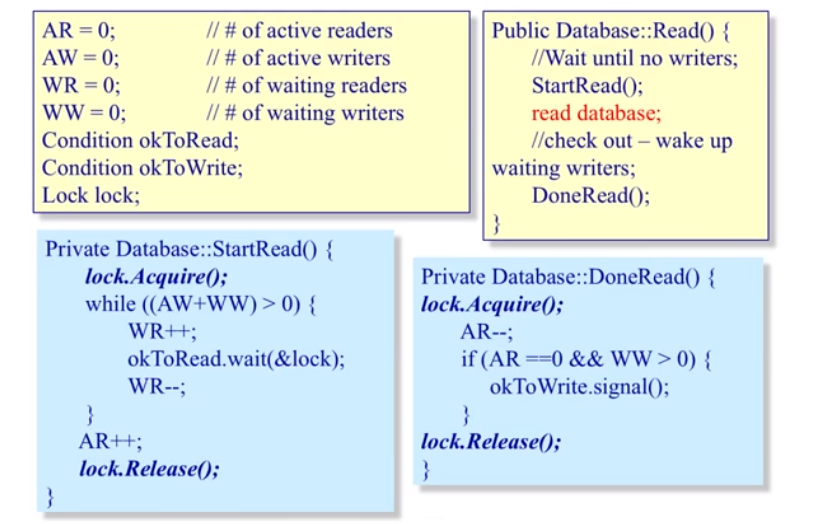 AR = 0; // # of active readers
AW = 0; // # of active writers
WR = 0; // # of waiting readers
WW = 0; // # of waiting writers
Condition okToRead;
Condition okToWrite;
Lock lock;
Public Database::Read() {
//Wait until no writers;
StartRead();
read database;
//check out – wake up
waiting writers;
DoneRead();
}
Private Database::StartRead() {
lock.Acquire();
while ((AW+WW) > 0) {
WR++;
okToRead.wait(&lock);
WR--;
}
AR++;
lock.Release();
}
Private Database::DoneRead() {
lock.Acquire();
AR--;
if (AR ==0 && WW > 0) {
okToWrite.signal();
}
lock.Release();
}